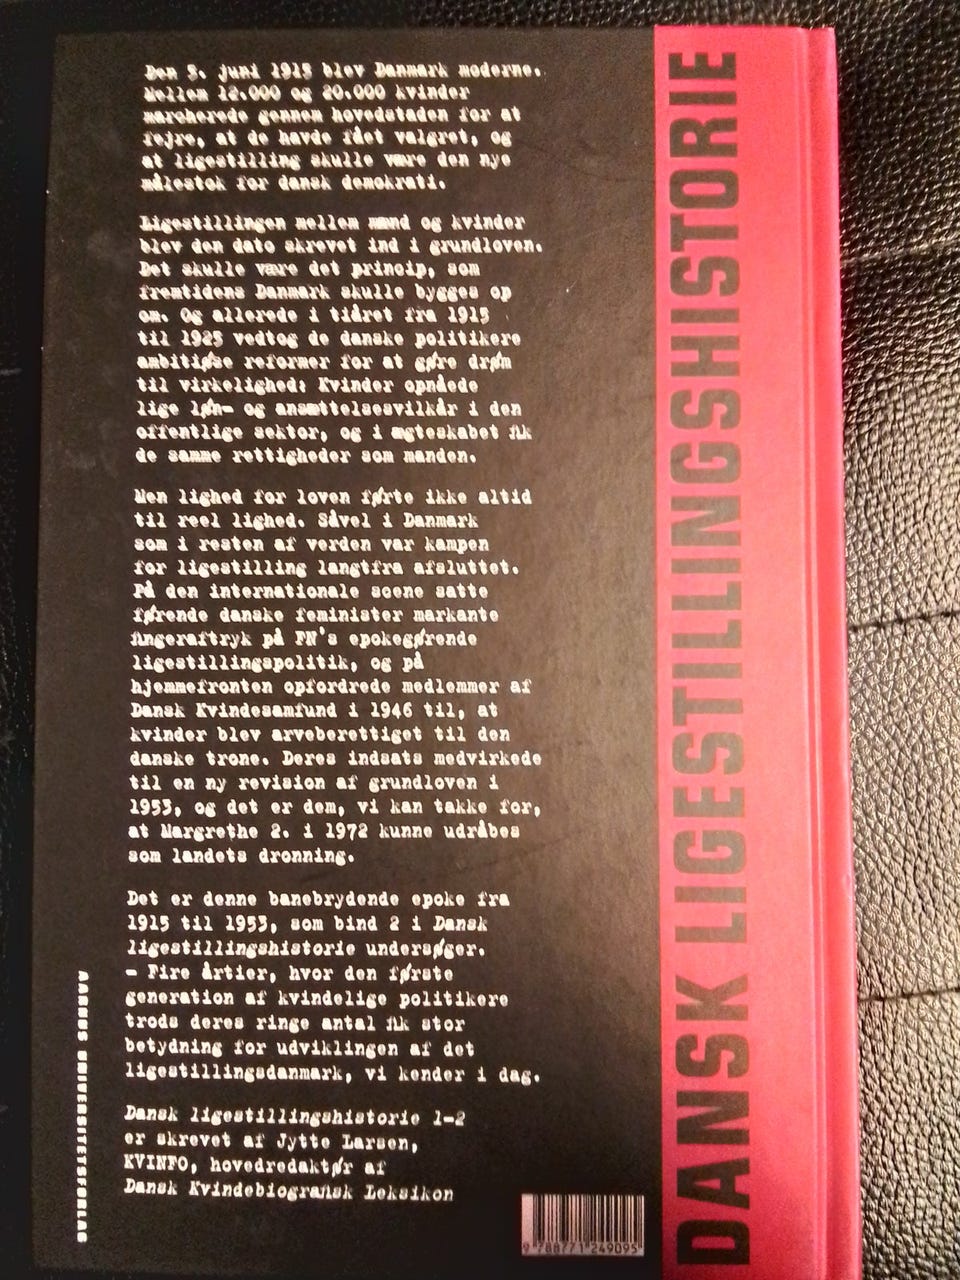 Den 5. juni 1915 blev Danmark moderne.
Mellem 12.000 og 20.000 kvinder
marcherede gennem hovedstaden for at
fejre, at de havde fået valgret, og
at ligestilling skulle være den nye
målestok for dansk demokrati.
Ligestillingen mellem mænd og kvinder
blev den dato skrevet ind i grundloven.
Det skulle være det princip, som
fremtidens Danmark skulle bygges op
om. Og allerede i tiåret fra 1915
til 1925 vedtog de danske politikere
ambitiøse reformer for at gøre drøm
til virkelighed: Kvinder opnåede
lige løn- og ansættelsesvilkår i den
offentlige sektor, og i ægteskabet fik
de samme rettigheder som manden.
Men lighed for loven førte ikke altid
til reel lighed. Såvel i Danmark
som i resten af verden var kampen
for ligestilling langtfra afsluttet.
På den internationale scene satte
førende danske feminister markante
fingeraftryk på FN's epokegørende
ligestillingspolitik, og på
hjemmefronten opfordrede medlemmer af
Dansk Kvindesamfund i 1946 til, at
kvinder blev arveberettiget til den
danske trone. Deres indsats medvirkede
til en ny revision af grundloven i
1953, og det er dem, vi kan takke for,
at Margrethe 2. i 1972 kunne udråbes
som landets dronning.
Det er denne banebrydende epoke fra
1915 til 1953, som bind 2 i Dansk
ligestillingshistorie undersøger.
- Fire årtier, hvor den første
generation af kvindelige politikere
trods deres ringe antal fik stor
betydning for udviklingen af det
ligestillingsdanmark, vi kender i dag.
Dansk ligestillingshistorie 1-2
er skrevet af Jytte Larsen,
KVINFO, hovedredaktør af
Dansk Kvindebiografisk Leksikon
AARHUS UNIVERSITETSFORLAG
9 788771 249095
DANSK LIGESTILLINGSHISTORIE